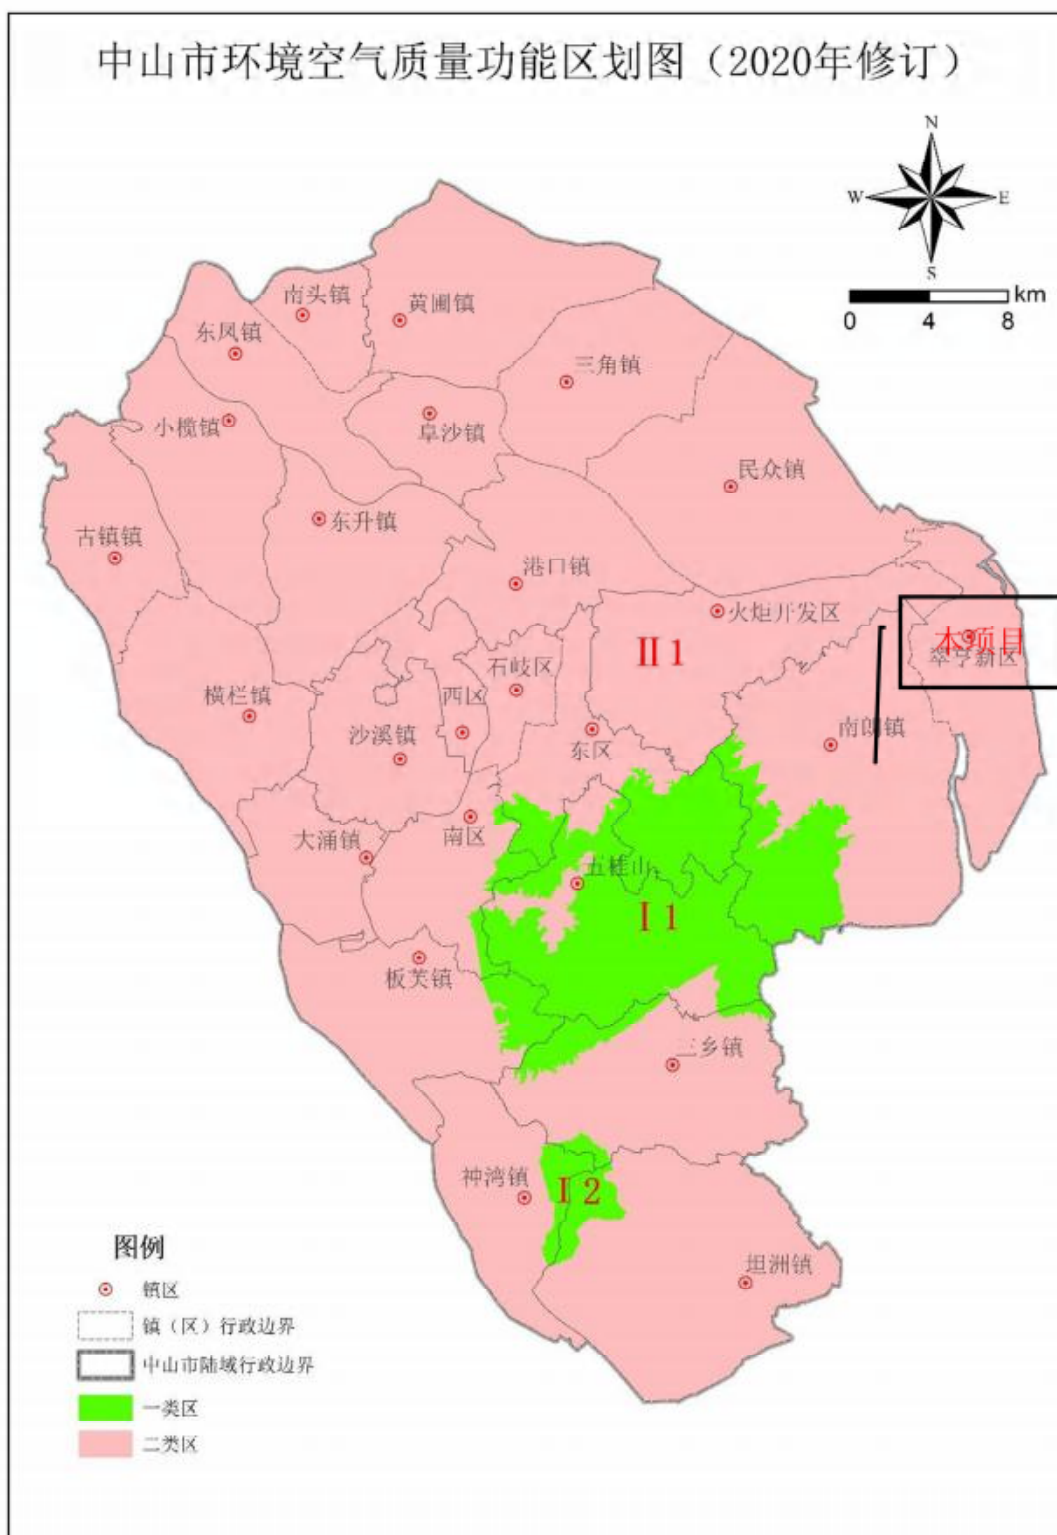 中山市环境空气质量功能区划图（2020年修订）
N
W
E
S
km
0 4 8
南头镇
黄圃镇
东凤镇
三角镇
小榄镇
阜沙镇
民众镇
东升镇
古镇镇
港口镇
火炬开发区
本项目
翠亨新区
II 1
石岐区
西区
横栏镇
沙溪镇
东区
南朗镇
大涌镇
南区
五桂山
I 1
板芙镇
三乡镇
神湾镇
I 2
坦洲镇
图例
镇区
镇（区）行政边界
中山市陆域行政边界
一类区
二类区